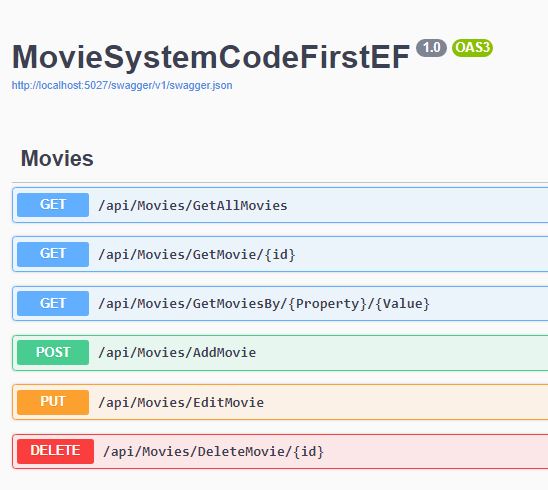 MovieSystemCodeFirstEF 1.0 OAS3
http://localhost:5027/swagger/v1/swagger.json
Movies
GET /api/Movies/GetAllMovies
GET /api/Movies/GetMovie/{id}
GET /api/Movies/GetMoviesBy/{Property}/{Value}
POST /api/Movies/AddMovie
PUT /api/Movies/EditMovie
DELETE /api/Movies/DeleteMovie/{id}